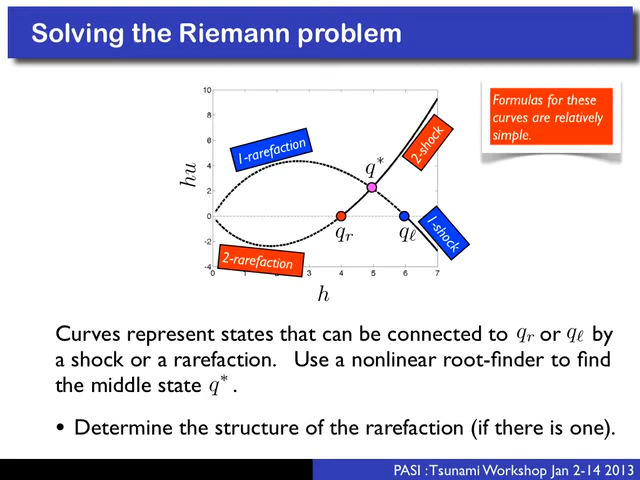 Solving the Riemann problem
Formulas for these
curves are relatively
simple.
10
8
6
4
2
0
-2
-4
0 1 2 3 4 5 6 7
hu
h
1-rarefaction
2-shock
q*
qr
qℓ
1-shock
2-rarefaction
Curves represent states that can be connected to qr or qℓ by
a shock or a rarefaction. Use a nonlinear root-finder to find
the middle state q* .
• Determine the structure of the rarefaction (if there is one).
PASI : Tsunami Workshop Jan 2-14 2013